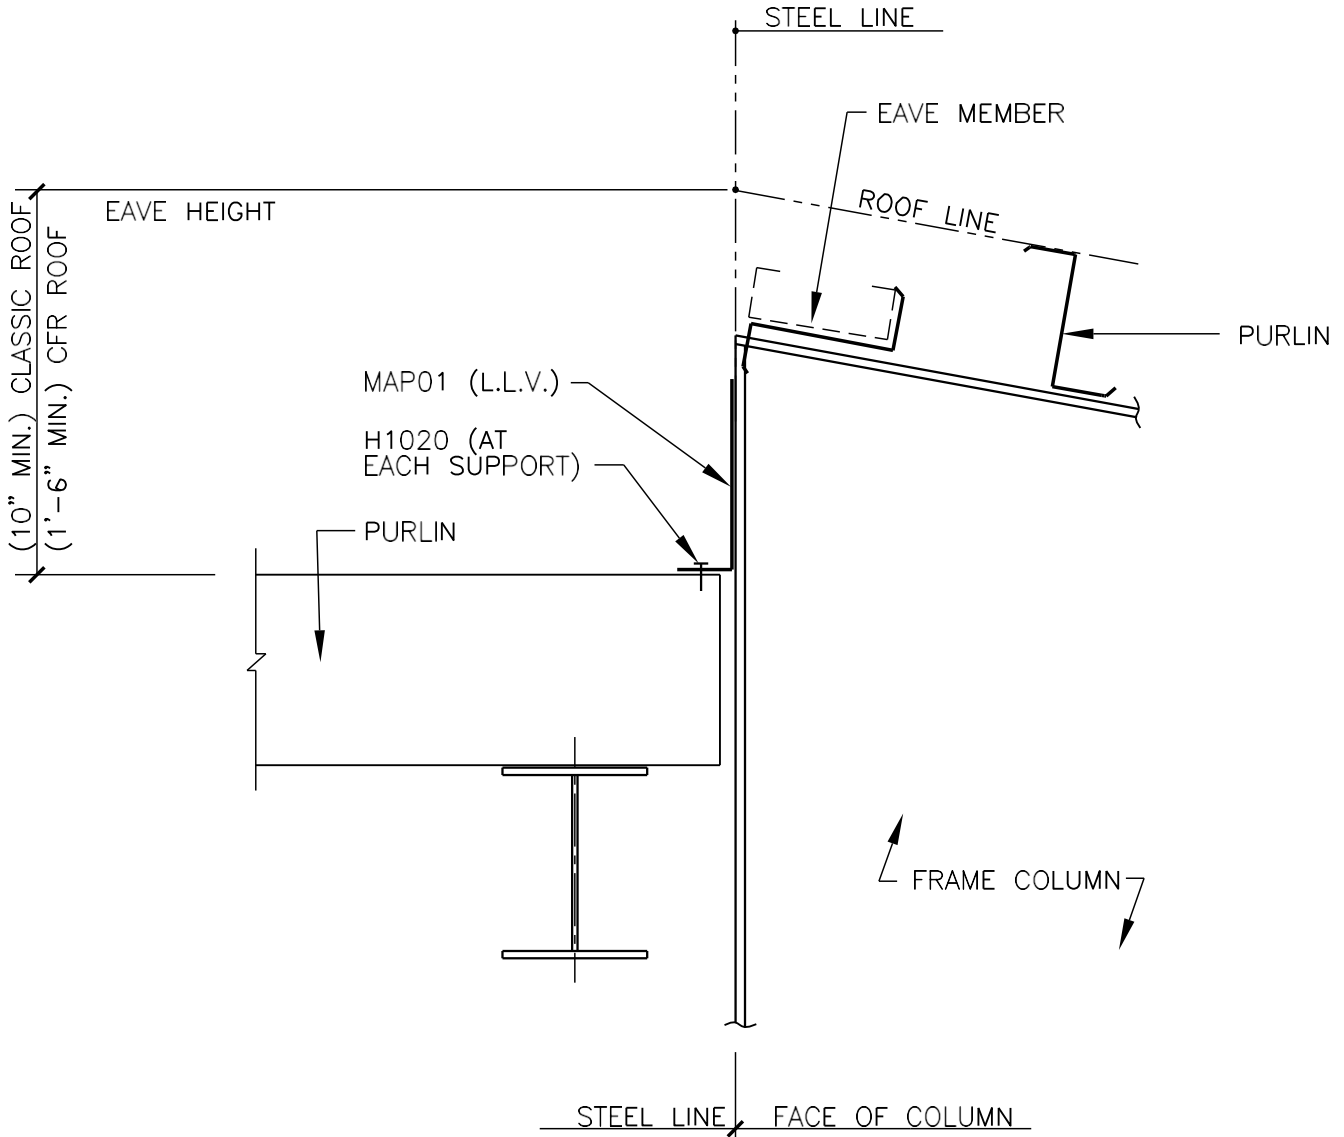 STEEL LINE
EAVE MEMBER
EAVE HEIGHT
ROOF LINE
(10" MIN.) CLASSIC ROOF
(1'-6" MIN.) CFR ROOF
PURLIN
MAP01 (L.L.V.)
H1020 (AT
EACH SUPPORT)
PURLIN
FRAME COLUMN
STEEL LINE
FACE OF COLUMN